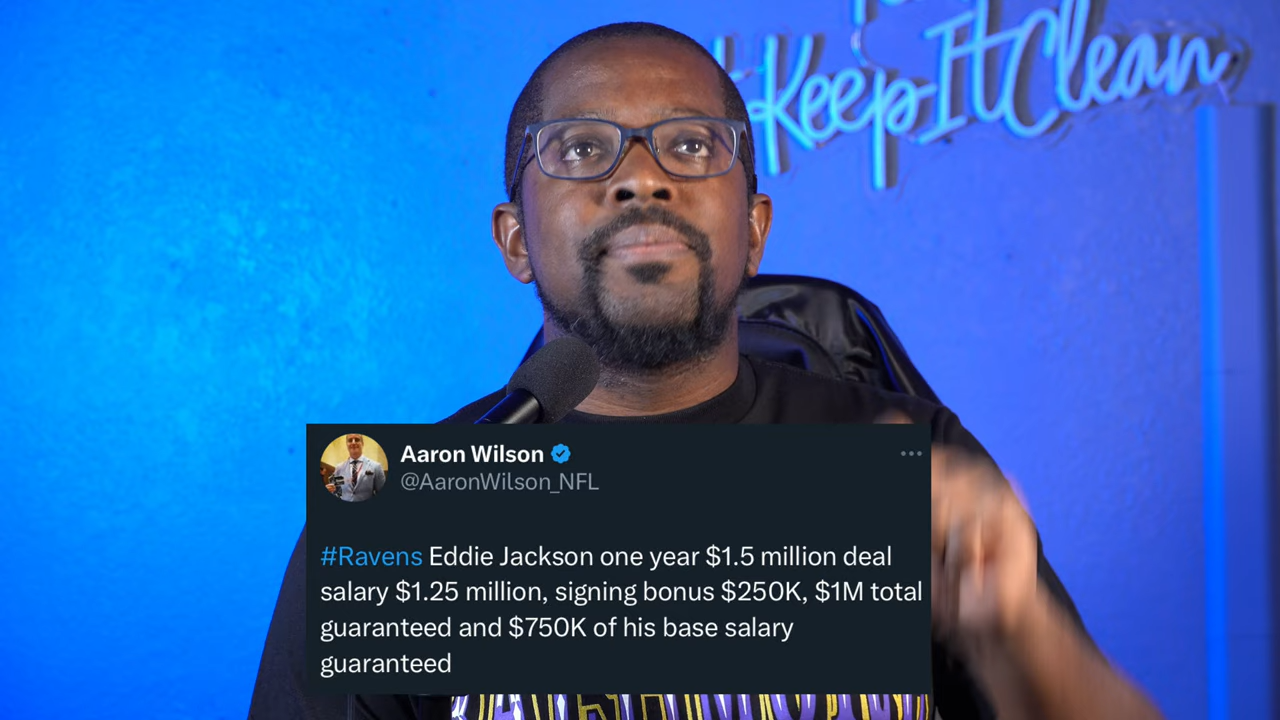 #KeepItClean
Aaron Wilson
@AaronWilson_NFL
#Ravens Eddie Jackson one year $1.5 million deal
salary $1.25 million, signing bonus $250K, $1M total
guaranteed and $750K of his base salary
guaranteed